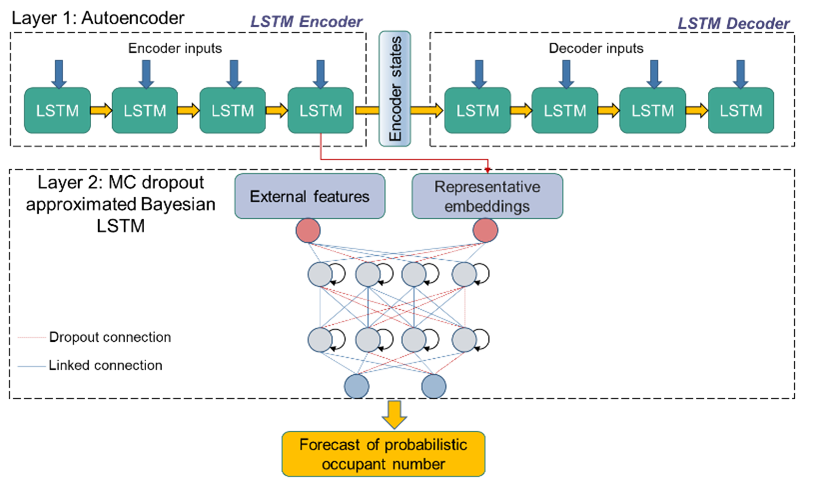 Layer 1: Autoencoder
LSTM Encoder
LSTM Decoder
Encoder inputs
Decoder inputs
LSTM
LSTM
LSTM
LSTM
Encoder states
LSTM
LSTM
LSTM
LSTM
Layer 2: MC dropout
approximated Bayesian
LSTM
External features
Representative
embeddings
Dropout connection
Linked connection
Forecast of probabilistic
occupant number